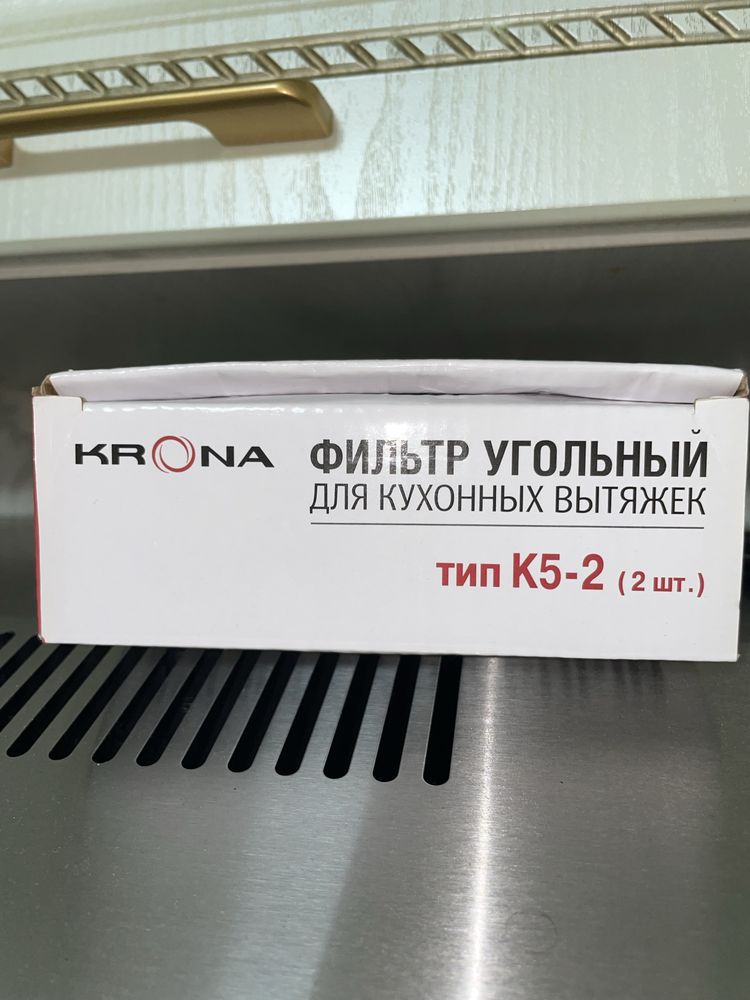 KRONA
ФИЛЬТР УГОЛЬНЫЙ
ДЛЯ КУХОННЫХ ВЫТЯЖЕК
тип K5-2 (2 шт.)